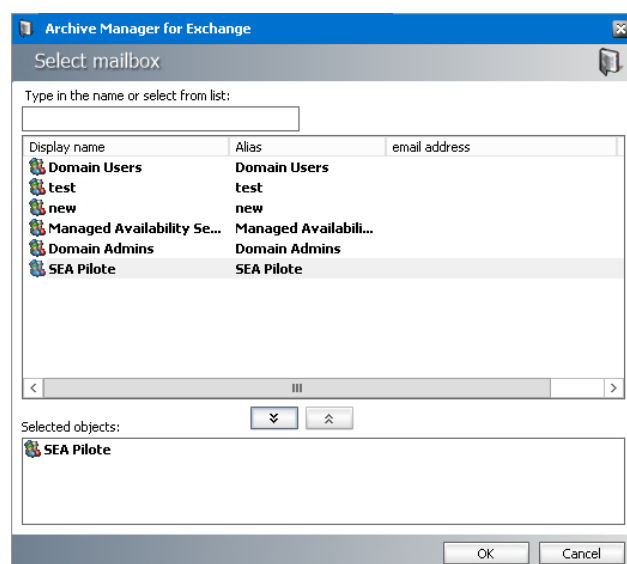 Archive Manager for Exchange
Select mailbox
Type in the name or select from list:
Display name Alias email address
Domain Users Domain Users
test test
new new
Managed Availability Se... Managed Availabili...
Domain Admins Domain Admins
SEA Pilote SEA Pilote
Selected objects:
SEA Pilote
OK Cancel